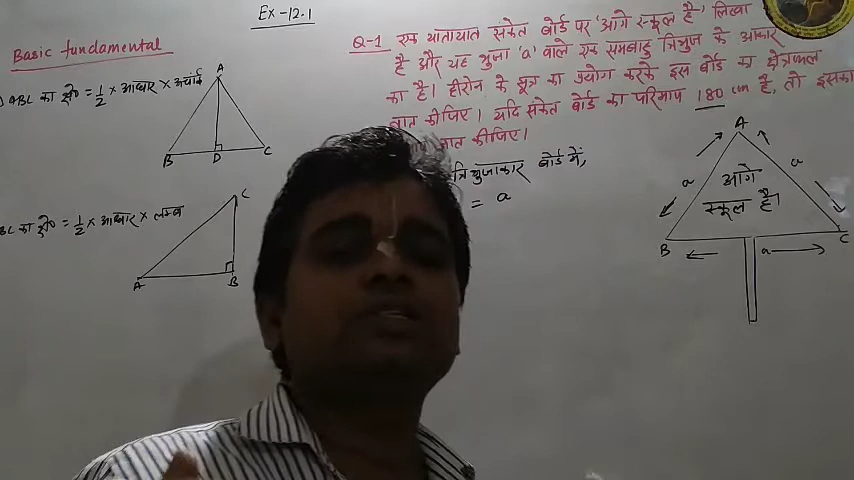 Ex-12.1
Basic fundamental
ABC का क्षे० = 1/2 × आधार × ऊंचाई
A
B D C
BC का क्षे० = 1/2 × आधार × लम्ब
C
A B
Q-1 एक यातायात संकेत बोर्ड पर 'आगे स्कूल है' लिखा
है और यह भुजा 'a' वाले एक समबाहु त्रिभुज के आकार
का है। हीरोन के सूत्र का प्रयोग करके इस बोर्ड का क्षेत्रफल
ज्ञात कीजिए। यदि संकेत बोर्ड का परिमाप 180 cm है, तो इसका
ज्ञात कीजिए।
त्रिभुजाकार बोर्ड में,
= a
A
a a
आगे
स्कूल है।
B a C